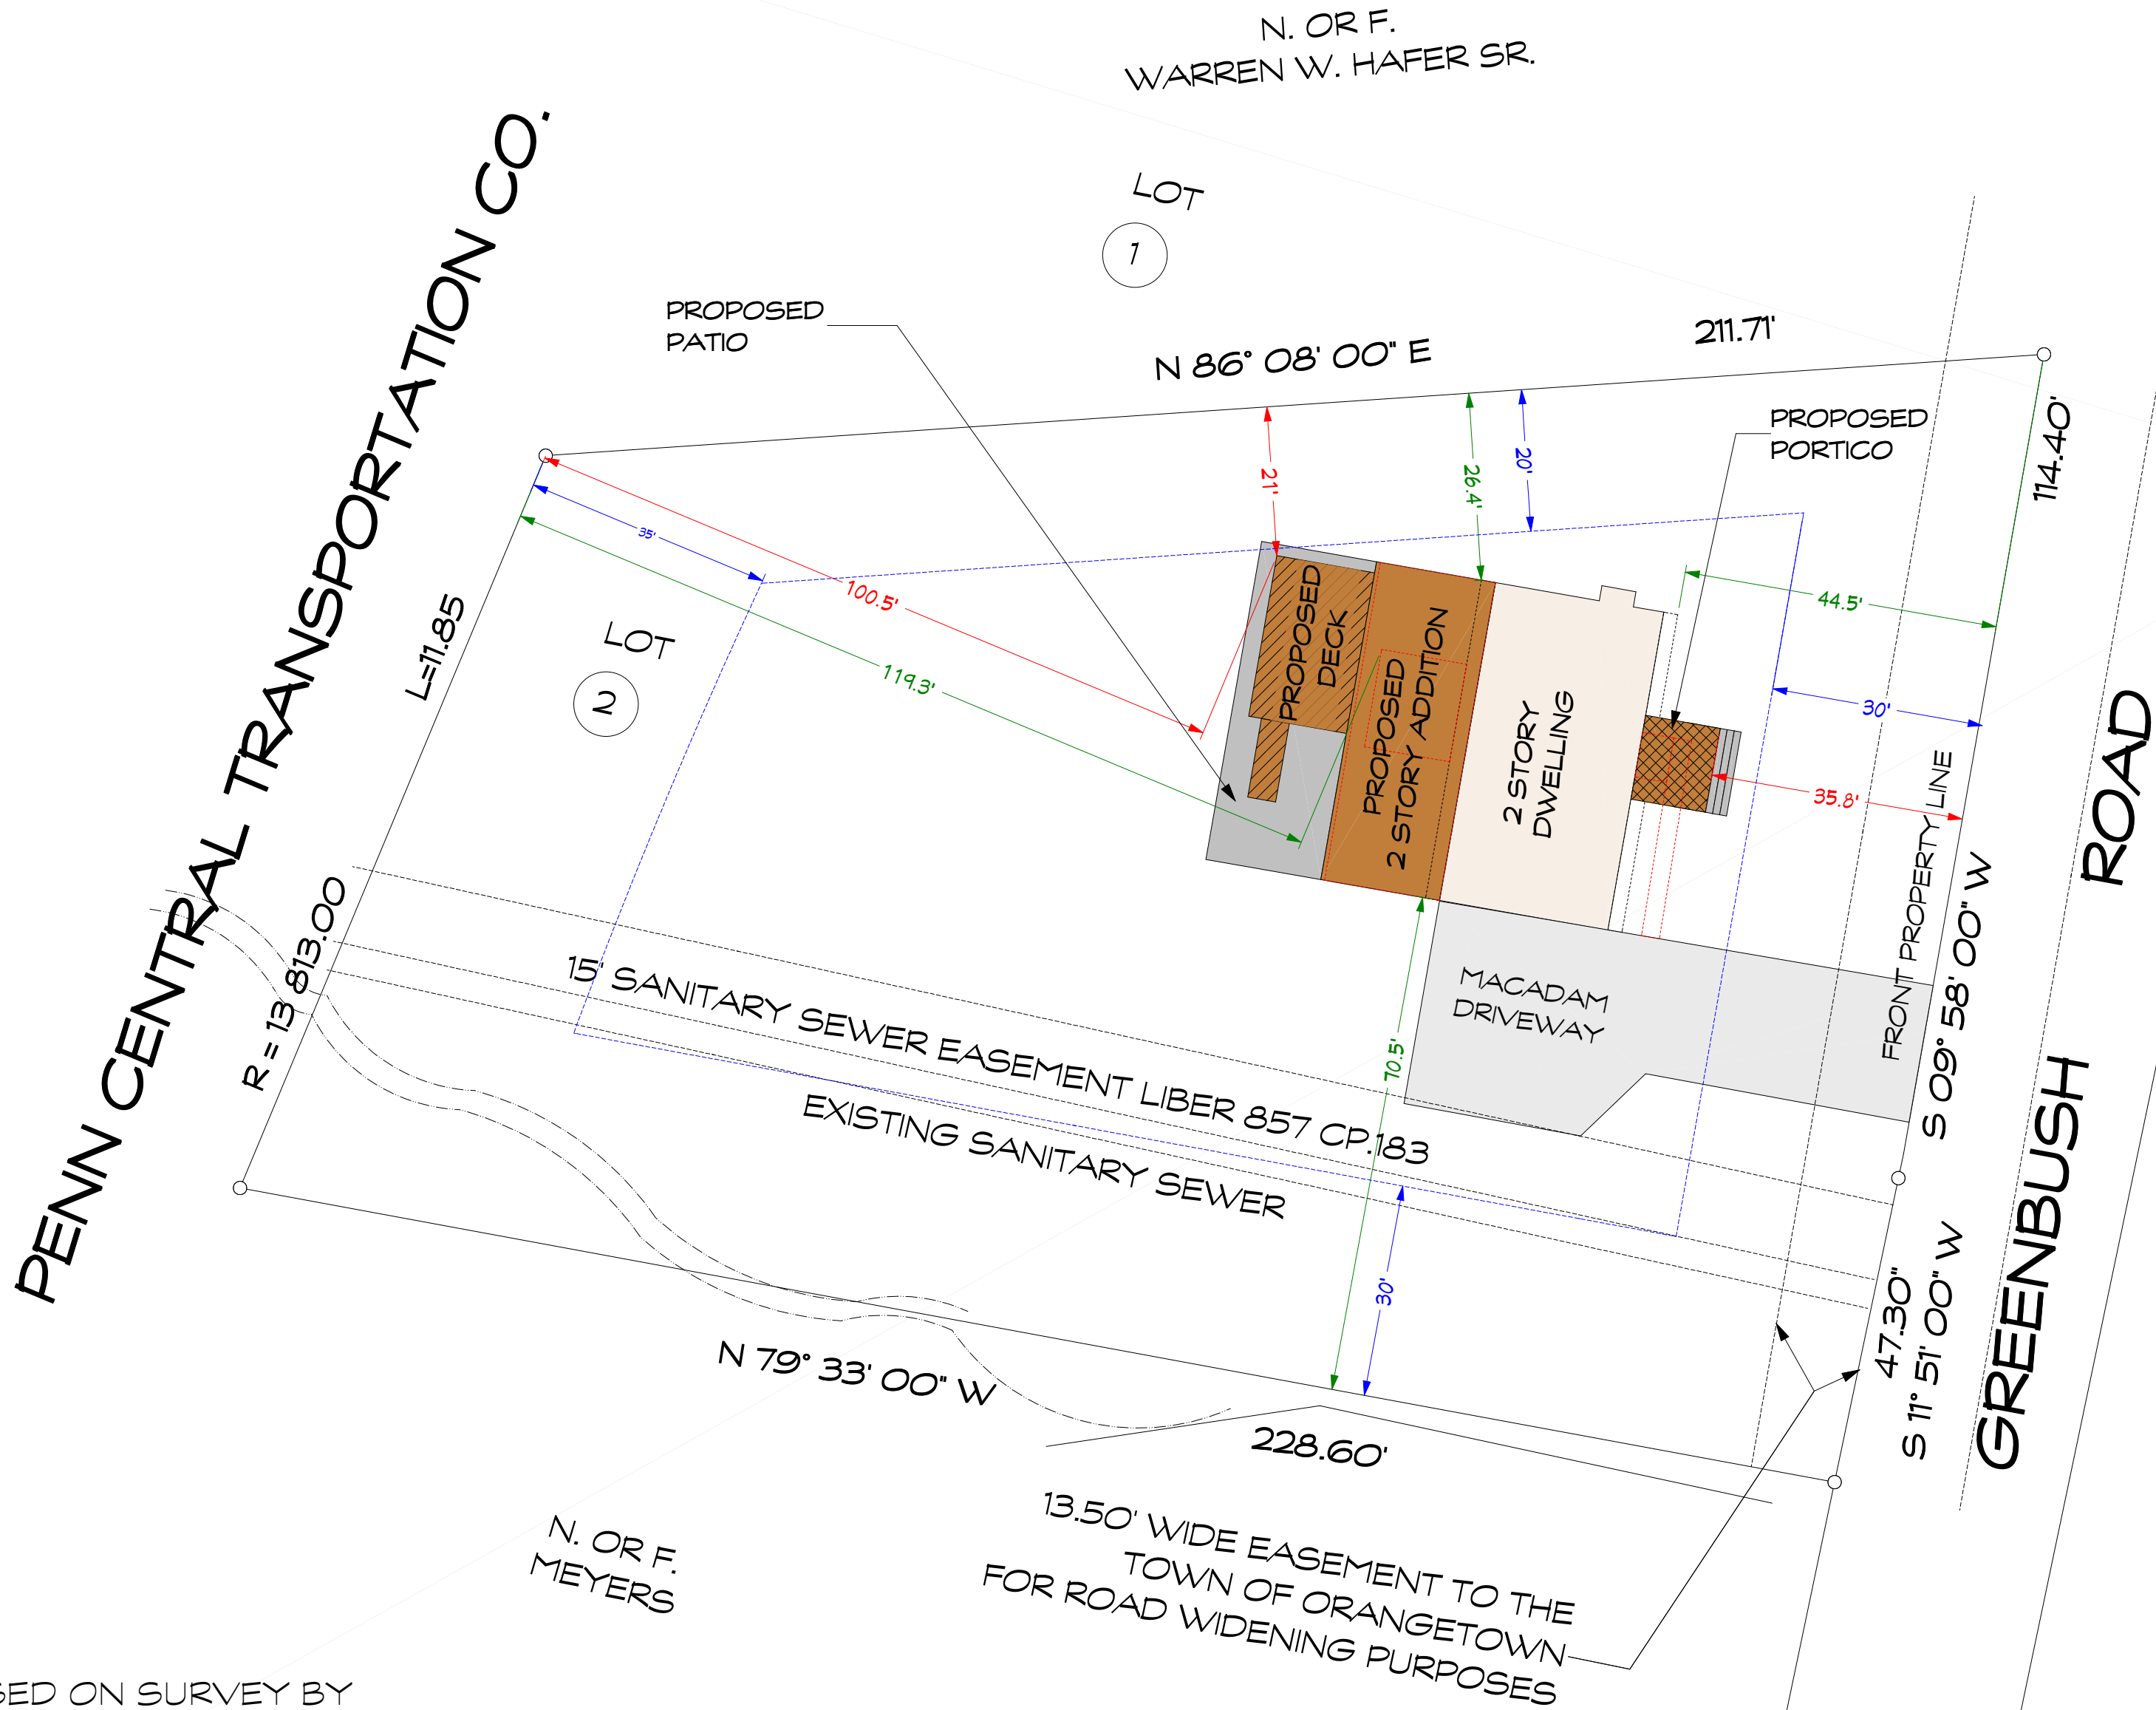 N. OR F.
WARREN W. HAFER SR.
PENN CENTRAL TRANSPORTATION CO.
LOT
1
PROPOSED
PATIO
N 86° 08' 00" E
211.71'
PROPOSED
PORTICO
114.40'
21'
26.4'
20'
35'
100.5'
119.3'
44.5'
30'
35.8'
L=11.85
R = 13 813.00
LOT
2
PROPOSED
DECK
PROPOSED
2 STORY ADDITION
2 STORY
DWELLING
FRONT PROPERTY LINE
S 09° 58' 00" W
GREENBUSH ROAD
MACADAM
DRIVEWAY
15' SANITARY SEWER EASEMENT LIBER 857 CP.183
EXISTING SANITARY SEWER
70.5'
30'
47.30"
S 11° 51' 00" W
N 79° 33' 00" W
228.60'
13.50' WIDE EASEMENT TO THE
TOWN OF ORANGETOWN
FOR ROAD WIDENING PURPOSES
N. OR F.
MEYERS
SED ON SURVEY BY